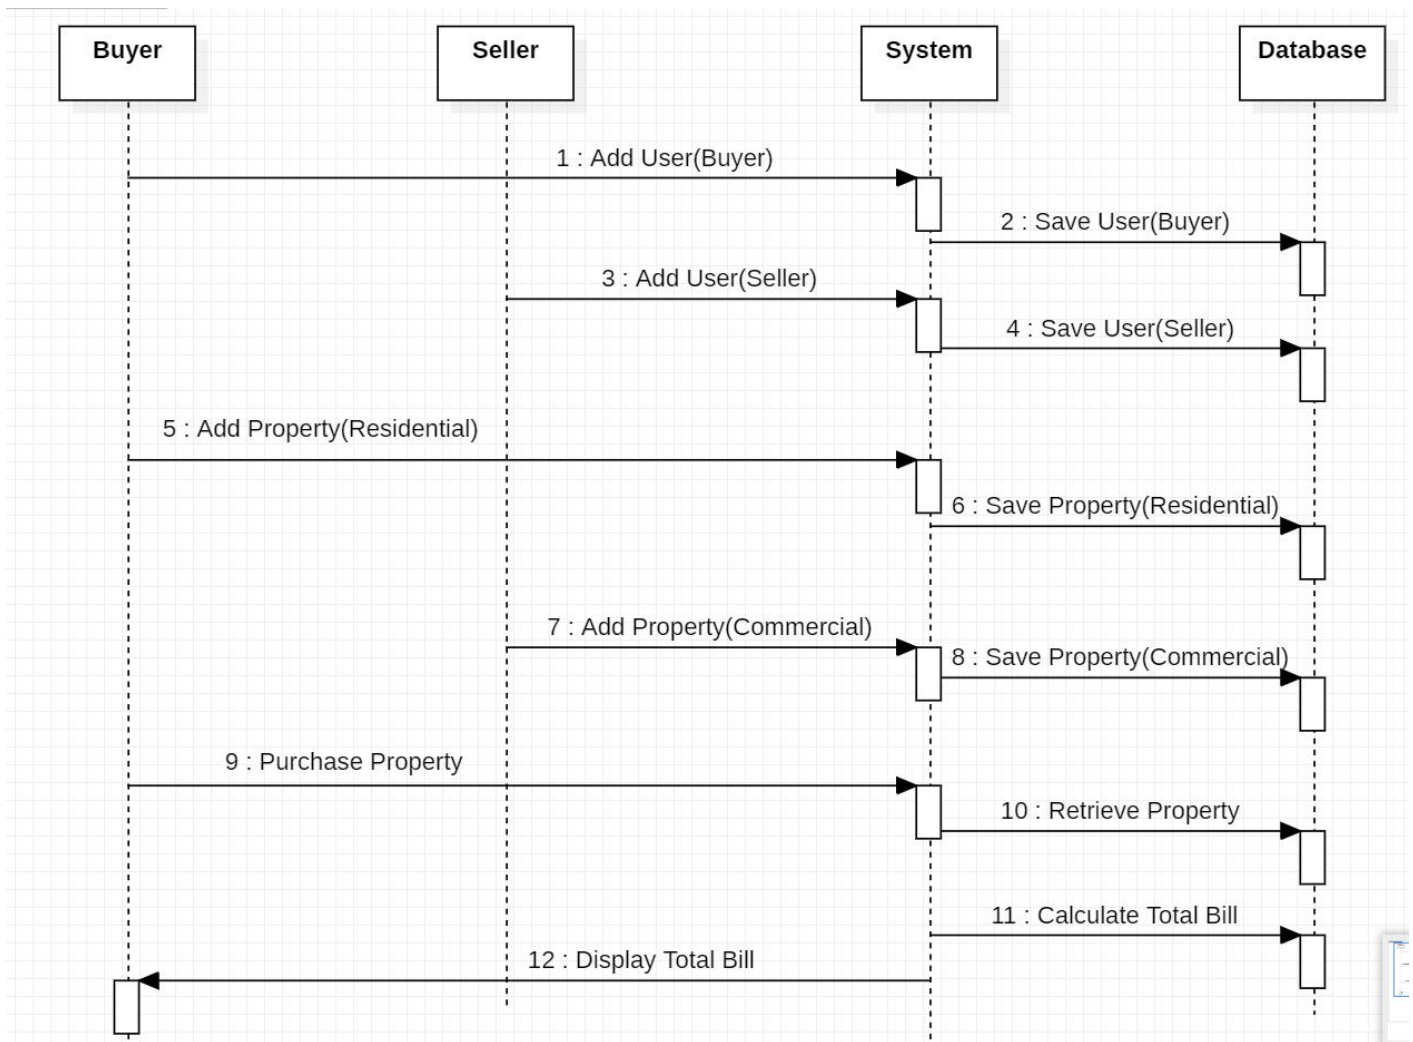 Buyer
Seller
System
Database
1 : Add User(Buyer)
2 : Save User(Buyer)
3 : Add User(Seller)
4 : Save User(Seller)
5 : Add Property(Residential)
6 : Save Property(Residential)
7 : Add Property(Commercial)
8 : Save Property(Commercial)
9 : Purchase Property
10 : Retrieve Property
11 : Calculate Total Bill
12 : Display Total Bill